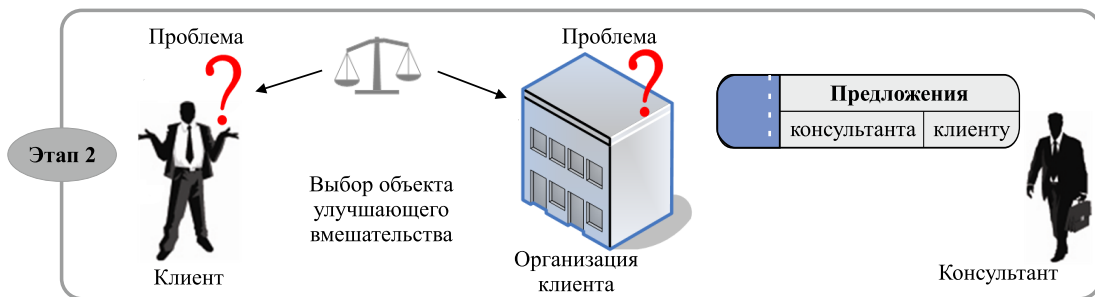 Проблема
Проблема
Предложения
консультанта
клиенту
Этап 2
Выбор объекта
улучшающего
вмешательства
Клиент
Организация
клиента
Консультант